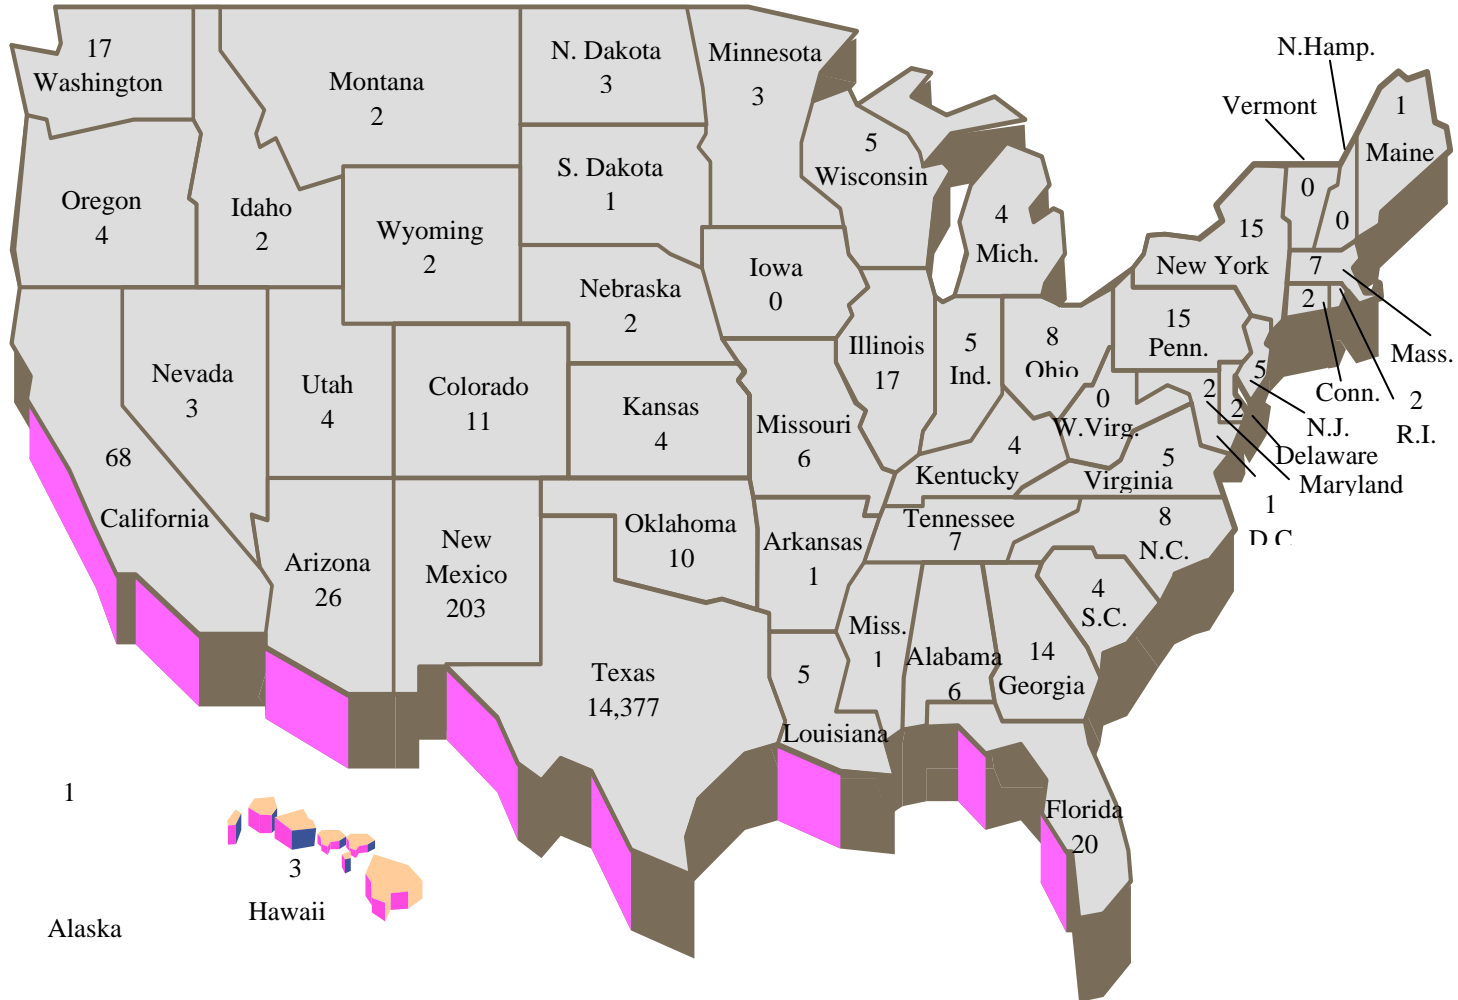 17
Washington
Montana
2
N. Dakota
3
Minnesota
3
N.Hamp.
Vermont
1
Maine
Oregon
4
Idaho
2
Wyoming
2
S. Dakota
1
5
Wisconsin
4
Mich.
0
0
15
New York
7
Mass.
2
Conn.
2
R.I.
Nebraska
2
Iowa
0
Illinois
17
5
Ind.
8
Ohio
15
Penn.
5
N.J.
2
Delaware
2
Maryland
1
D.C.
Nevada
3
Utah
4
Colorado
11
Kansas
4
Missouri
6
4
Kentucky
0
W.Virg.
5
Virginia
68
California
Arizona
26
New
Mexico
203
Oklahoma
10
Arkansas
1
Tennessee
7
8
N.C.
4
S.C.
Texas
14,377
5
Louisiana
Miss.
1
Alabama
6
14
Georgia
Florida
20
1
Alaska
3
Hawaii